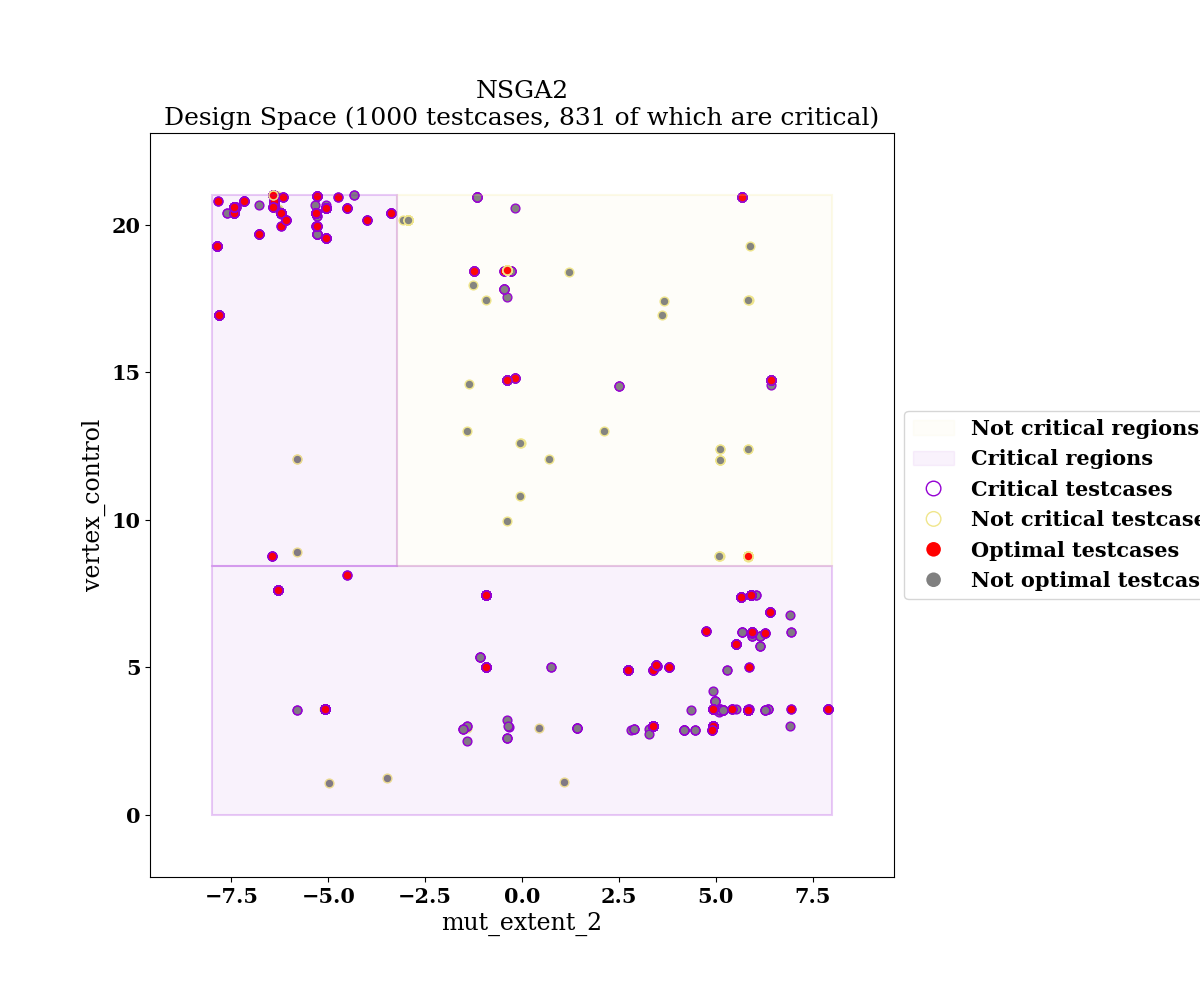 NSGA2
Design Space (1000 testcases, 831 of which are critical)
vertex_control
20
15
10
5
0
−7.5 −5.0 −2.5 0.0 2.5 5.0 7.5
mut_extent_2
Not critical regions
Critical regions
Critical testcases
Not critical testcase
Optimal testcases
Not optimal testcas